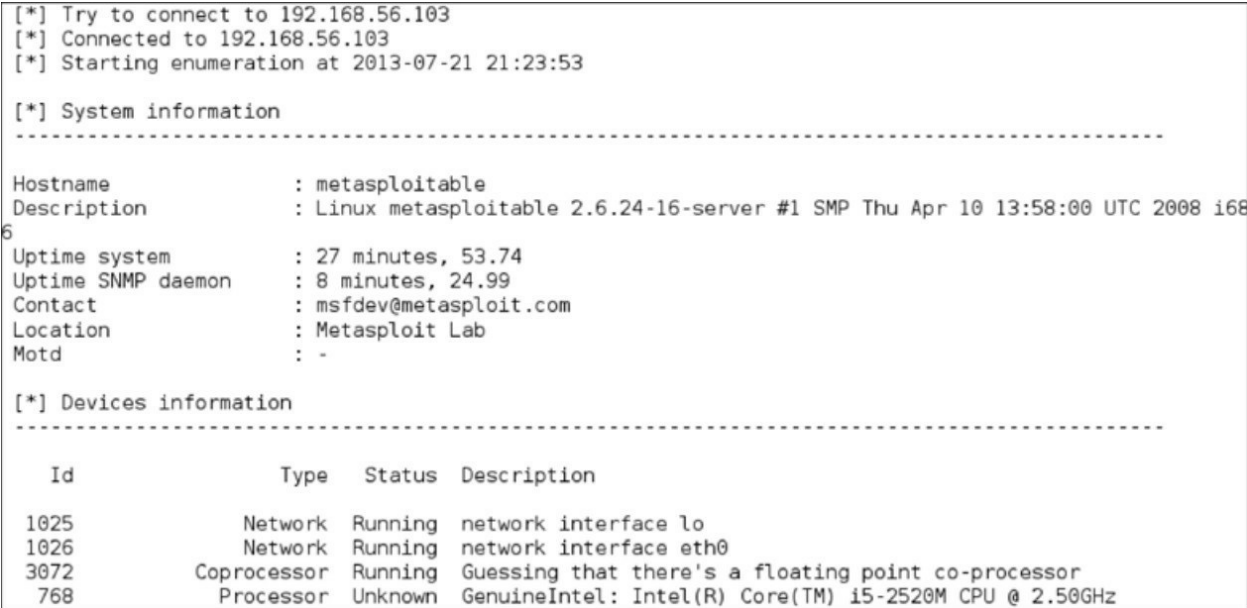 [*] Try to connect to 192.168.56.103
[*] Connected to 192.168.56.103
[*] Starting enumeration at 2013-07-21 21:23:53
[*] System information
-----------------------------------------------------------------------------------------------
Hostname : metasploitable
Description : Linux metasploitable 2.6.24-16-server #1 SMP Thu Apr 10 13:58:00 UTC 2008 i68
6
Uptime system : 27 minutes, 53.74
Uptime SNMP daemon : 8 minutes, 24.99
Contact : msfdev@metasploit.com
Location : Metasploit Lab
Motd : -
[*] Devices information
-----------------------------------------------------------------------------------------------
Id Type Status Description
1025 Network Running network interface lo
1026 Network Running network interface eth0
3072 Coprocessor Running Guessing that there's a floating point co-processor
768 Processor Unknown GenuineIntel: Intel(R) Core(TM) i5-2520M CPU @ 2.50GHz